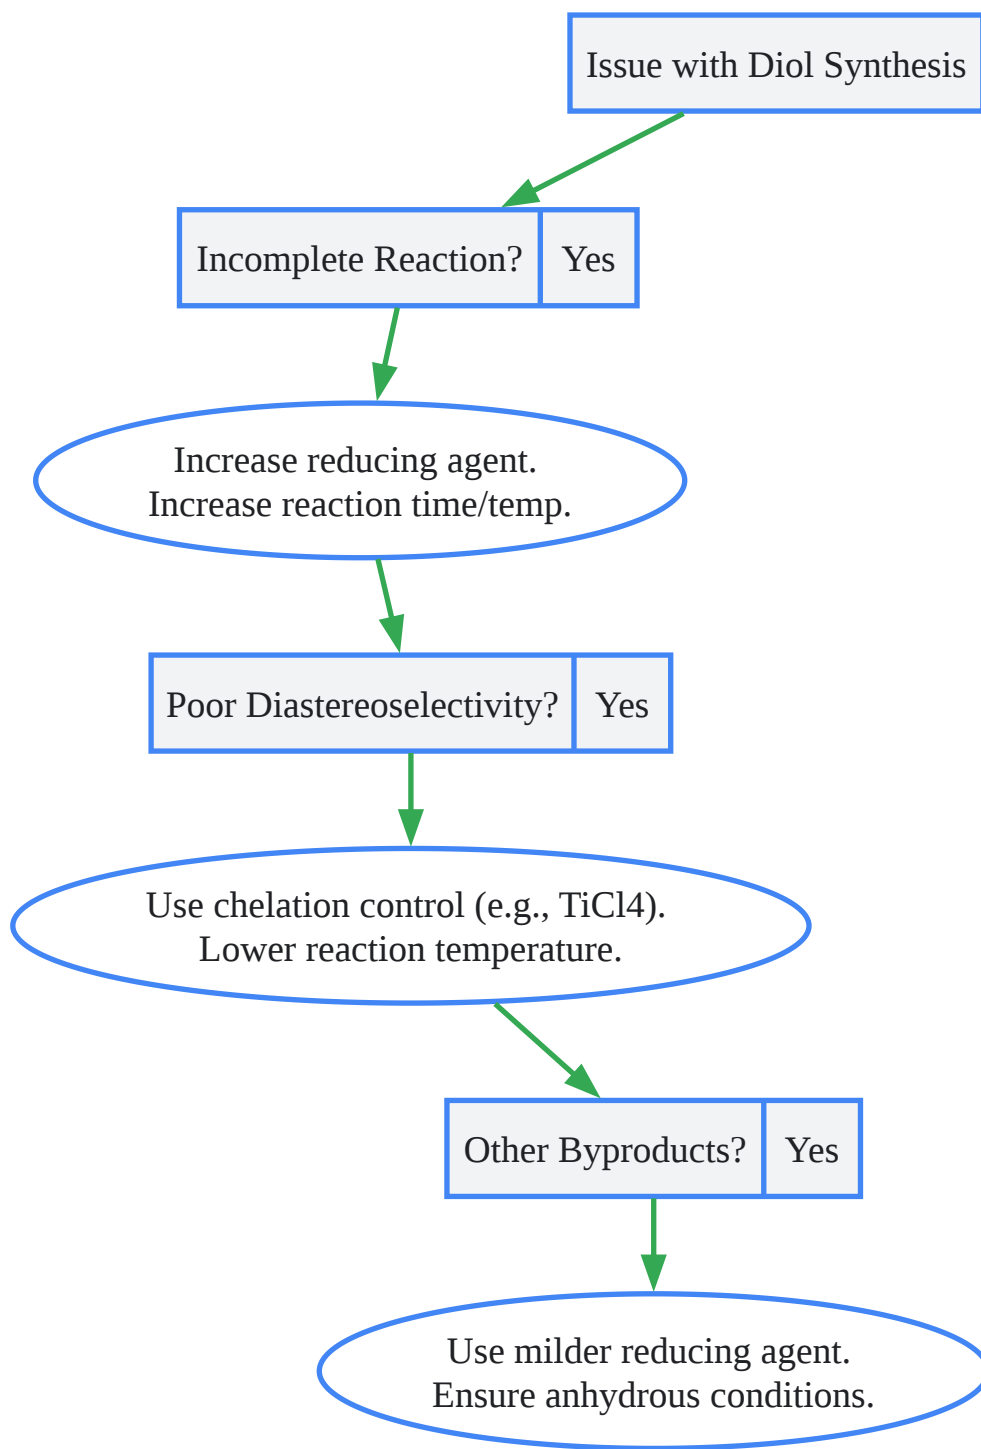 Issue with Diol Synthesis
Incomplete Reaction? Yes
Increase reducing agent.
Increase reaction time/temp.
Poor Diastereoselectivity? Yes
Use chelation control (e.g., TiCl4).
Lower reaction temperature.
Other Byproducts? Yes
Use milder reducing agent.
Ensure anhydrous conditions.